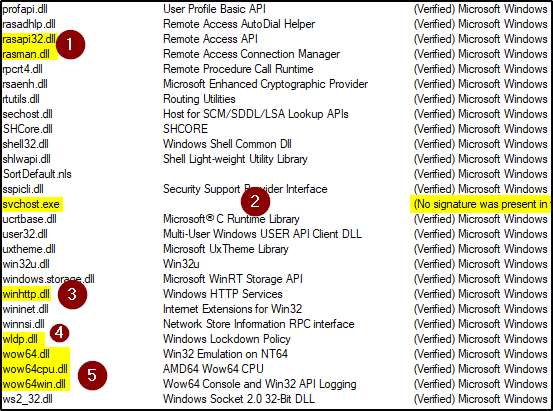 profapi.dll User Profile Basic API (Verified) Microsoft Windows
rasadhlp.dll Remote Access AutoDial Helper (Verified) Microsoft Windows
rasapi32.dll Remote Access API (Verified) Microsoft Windows
1
rasman.dll Remote Access Connection Manager (Verified) Microsoft Windows
rpcrt4.dll Remote Procedure Call Runtime (Verified) Microsoft Windows
rsaenh.dll Microsoft Enhanced Cryptographic Provider (Verified) Microsoft Windows
rtutils.dll Routing Utilities (Verified) Microsoft Windows
sechost.dll Host for SCM/SDDL/LSA Lookup APIs (Verified) Microsoft Windows
SHCore.dll SHCORE (Verified) Microsoft Windows
shell32.dll Windows Shell Common Dll (Verified) Microsoft Windows
shlwapi.dll Shell Light-weight Utility Library (Verified) Microsoft Windows
SortDefault.nls (Verified) Microsoft Windows
sspicli.dll Security Support Provider Interface (Verified) Microsoft Windows
svchost.exe 2 (No signature was present in
ucrtbase.dll Microsoft® C Runtime Library (Verified) Microsoft Windows
user32.dll Multi-User Windows USER API Client DLL (Verified) Microsoft Windows
uxtheme.dll Microsoft UxTheme Library (Verified) Microsoft Windows
win32u.dll Win32u (Verified) Microsoft Windows
windows.storage.dll Microsoft WinRT Storage API (Verified) Microsoft Windows
winhttp.dll 3 Windows HTTP Services (Verified) Microsoft Windows
wininet.dll Internet Extensions for Win32 (Verified) Microsoft Windows
winnsi.dll Network Store Information RPC interface (Verified) Microsoft Windows
wldp.dll 4 Windows Lockdown Policy (Verified) Microsoft Windows
wow64.dll Win32 Emulation on NT64 (Verified) Microsoft Windows
wow64cpu.dll 5 AMD64 Wow64 CPU (Verified) Microsoft Windows
wow64win.dll Wow64 Console and Win32 API Logging (Verified) Microsoft Windows
ws2_32.dll Windows Socket 2.0 32-Bit DLL (Verified) Microsoft Windows